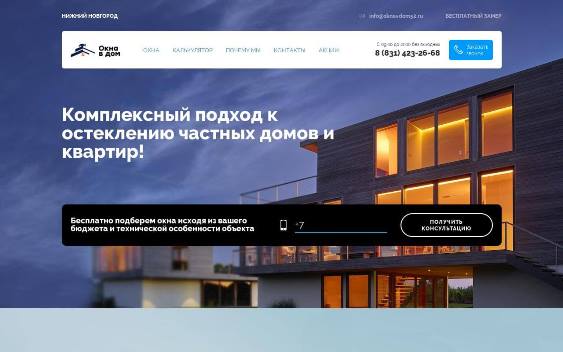 НИЖНИЙ НОВГОРОД
info@oknavdom52.ru
БЕСПЛАТНЫЙ ЗАМЕР
Окна
в дом
ОКНА
КАЛЬКУЛЯТОР
ПОЧЕМУ МЫ
КОНТАКТЫ
АКЦИИ
8 (831) 423-26-68
Заказать
звонок
Комплексный подход к
остеклению частных домов и
квартир!
Бесплатно подберем окна исходя из вашего
бюджета и технической особенности объекта
+7
ПОЛУЧИТЬ
КОНСУЛЬТАЦИЮ